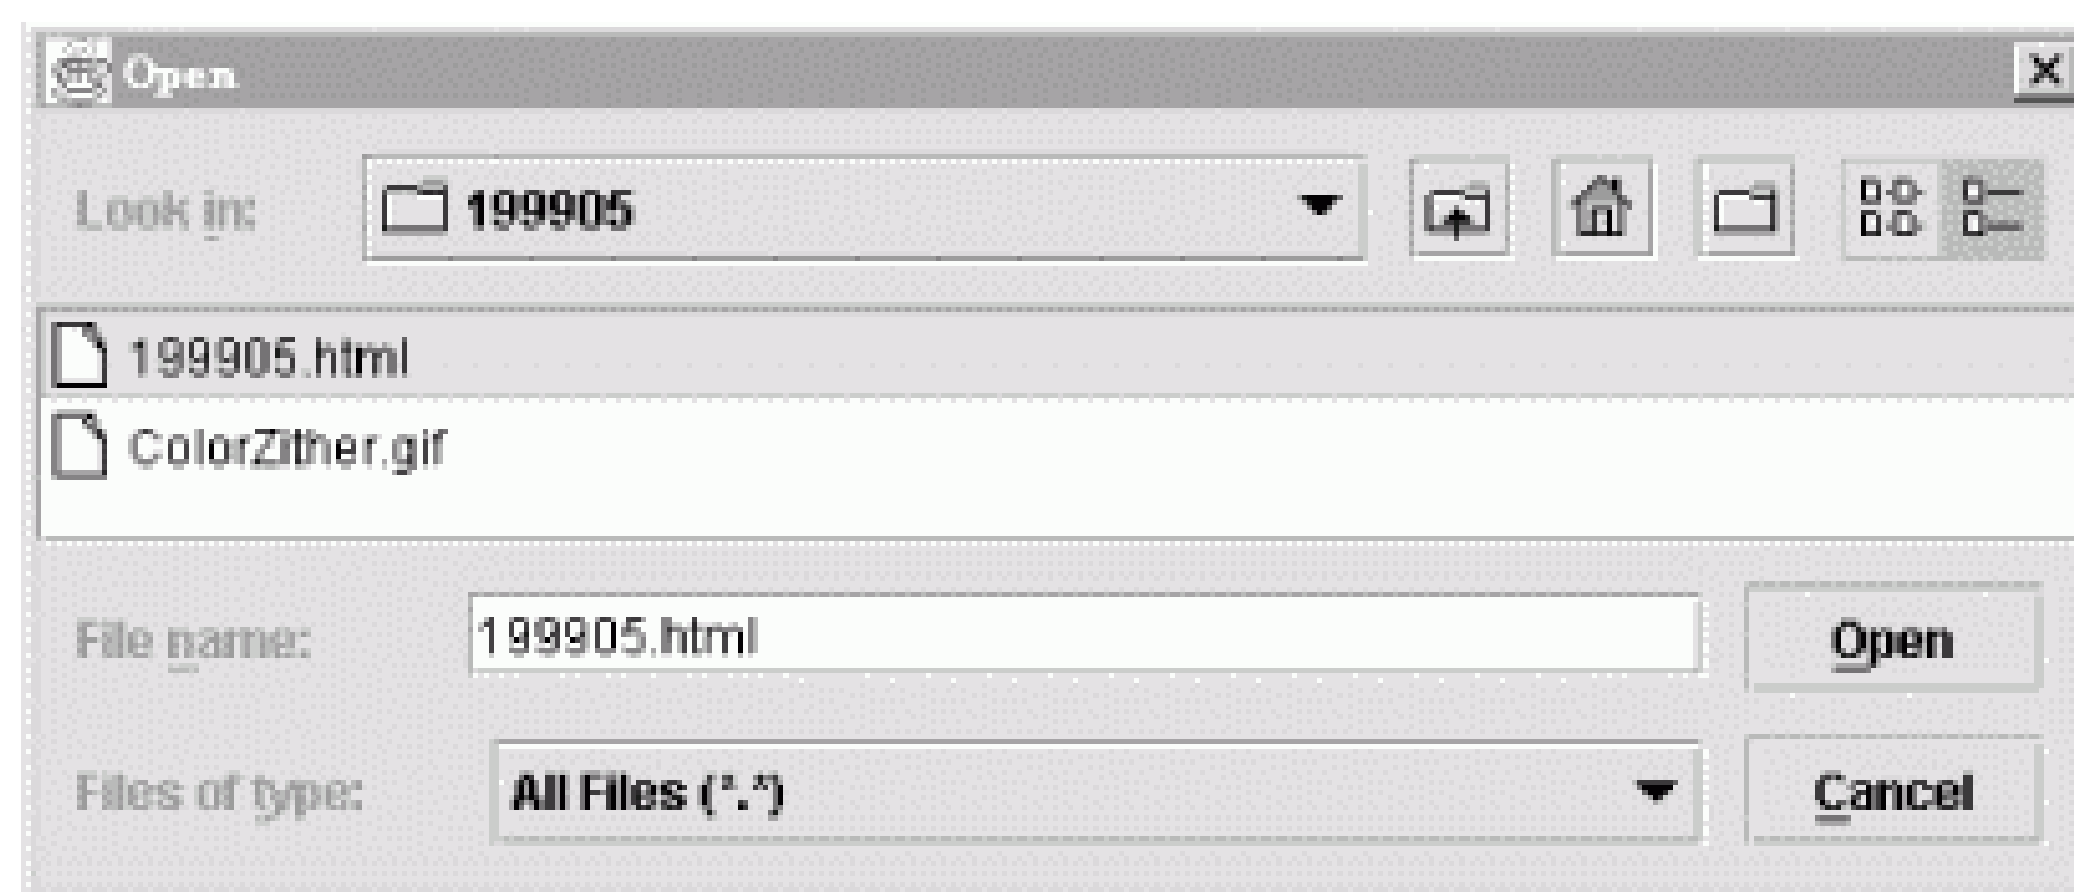 Open
Look in: 199905
199905.html
ColorZither.gif
File name: 199905.html Open
Files of type: All Files (*.*) Cancel